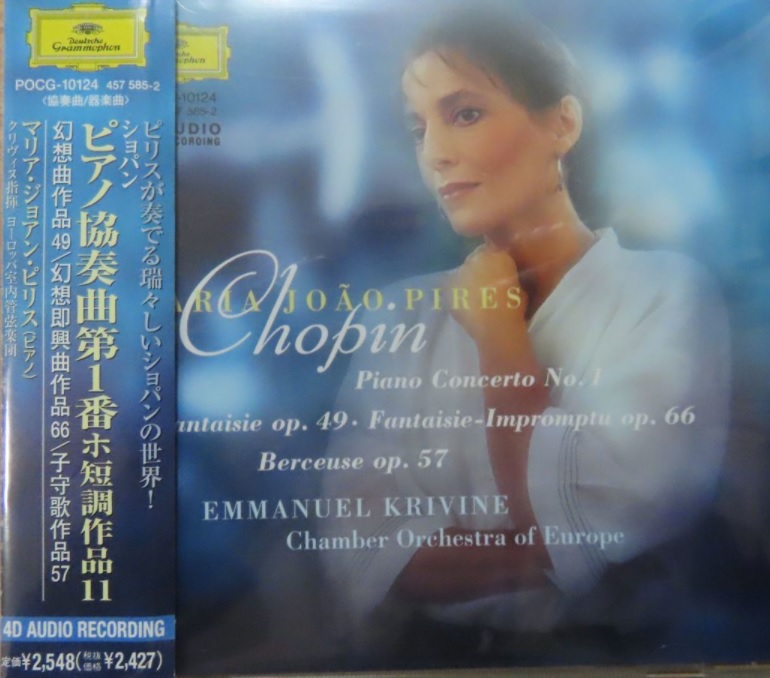 Deutsche
Grammophon
POCG-10124 457 585-2
〈協奏曲/器楽曲〉
ピリスが奏でる瑞々しいショパンの世界!
ショパン
ピアノ協奏曲第1番ホ短調作品11
幻想曲作品49/幻想即興曲作品66/子守歌作品57
マリア・ジョアン・ピリス(ピアノ)
クリヴィヌ指揮 ヨーロッパ室内管弦楽団
4D AUDIO RECORDING
定価¥2,548(税抜価格¥2,427)
-10124
585-2
UDIO
CORDING
ARIA JOÃO PIRES
Chopin
Piano Concerto No. 1
antaisie op. 49 · Fantaisie-Impromptu op. 66
Berceuse op. 57
EMMANUEL KRIVINE
Chamber Orchestra of Europe